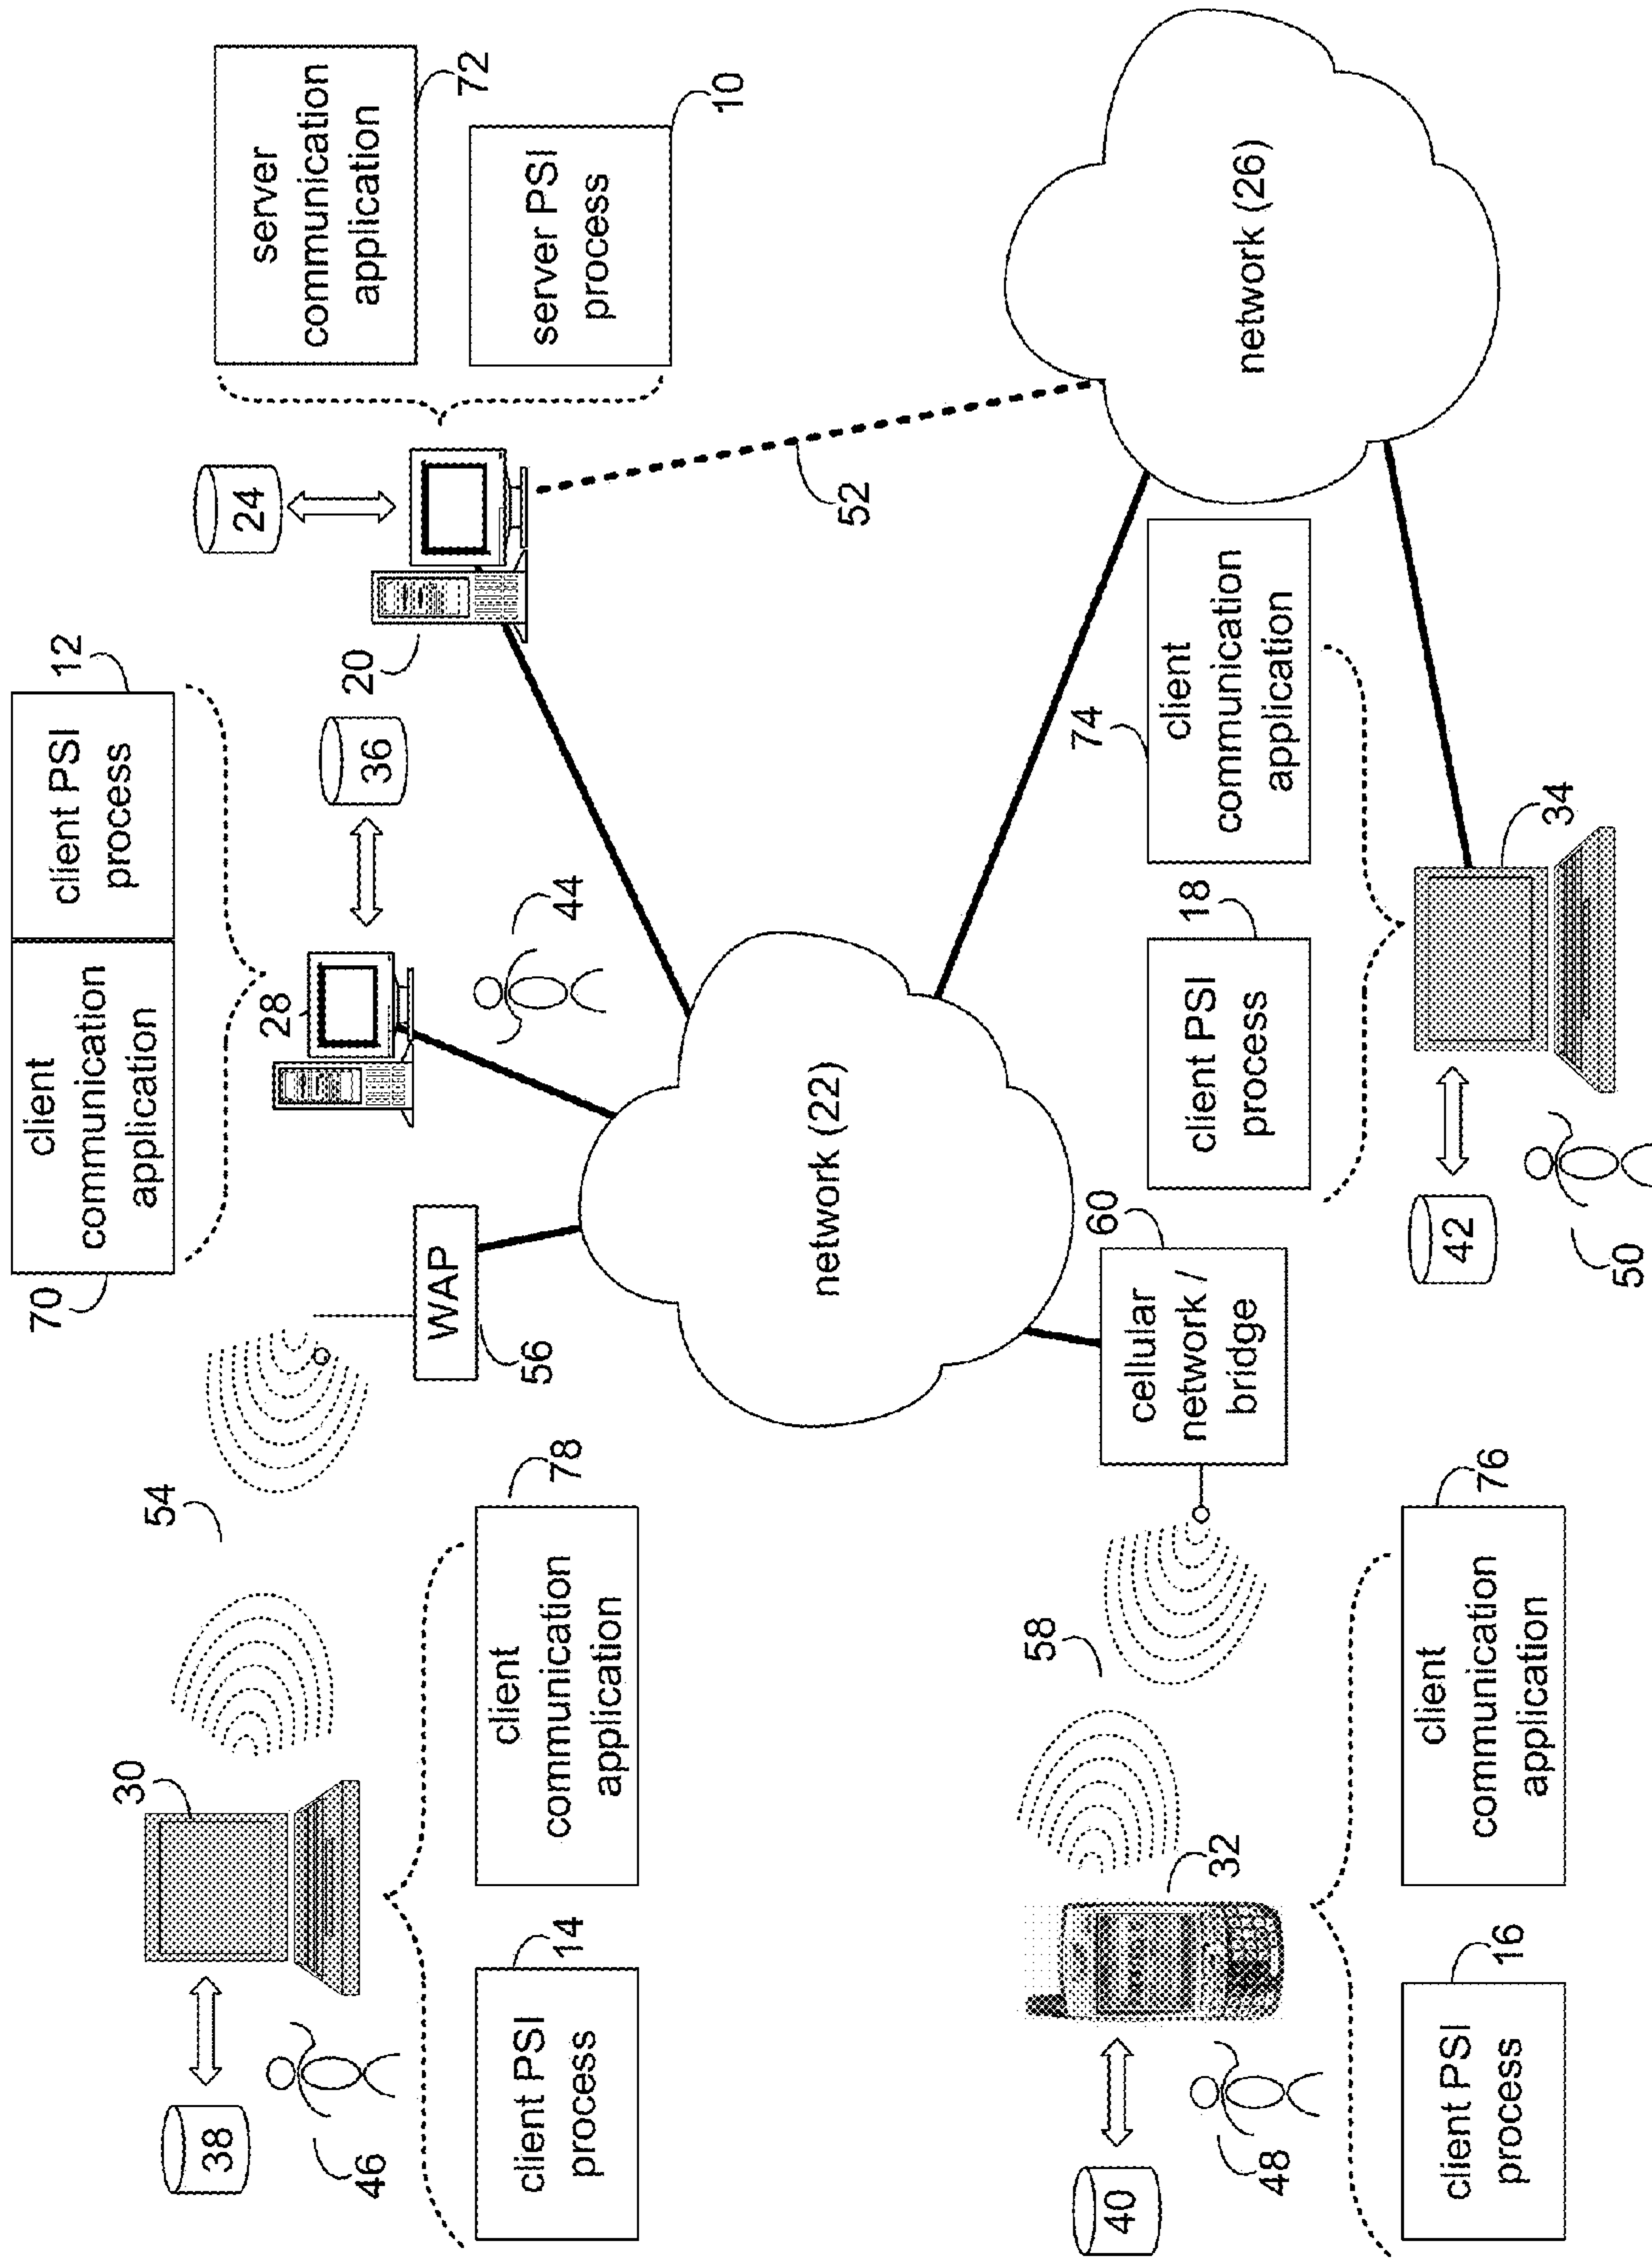 client
communication
application
70
client PSI
process
12
server
communication
application
72
server PSI
process
10
24
36
20
28
44
30
38
46
54
WAP
56
client PSI
process
14
client
communication
application
78
52
network (22)
network (26)
58
cellular
network /
bridge
60
32
40
48
client PSI
process
18
client
communication
application
74
34
42
50
client PSI
process
16
client
communication
application
76